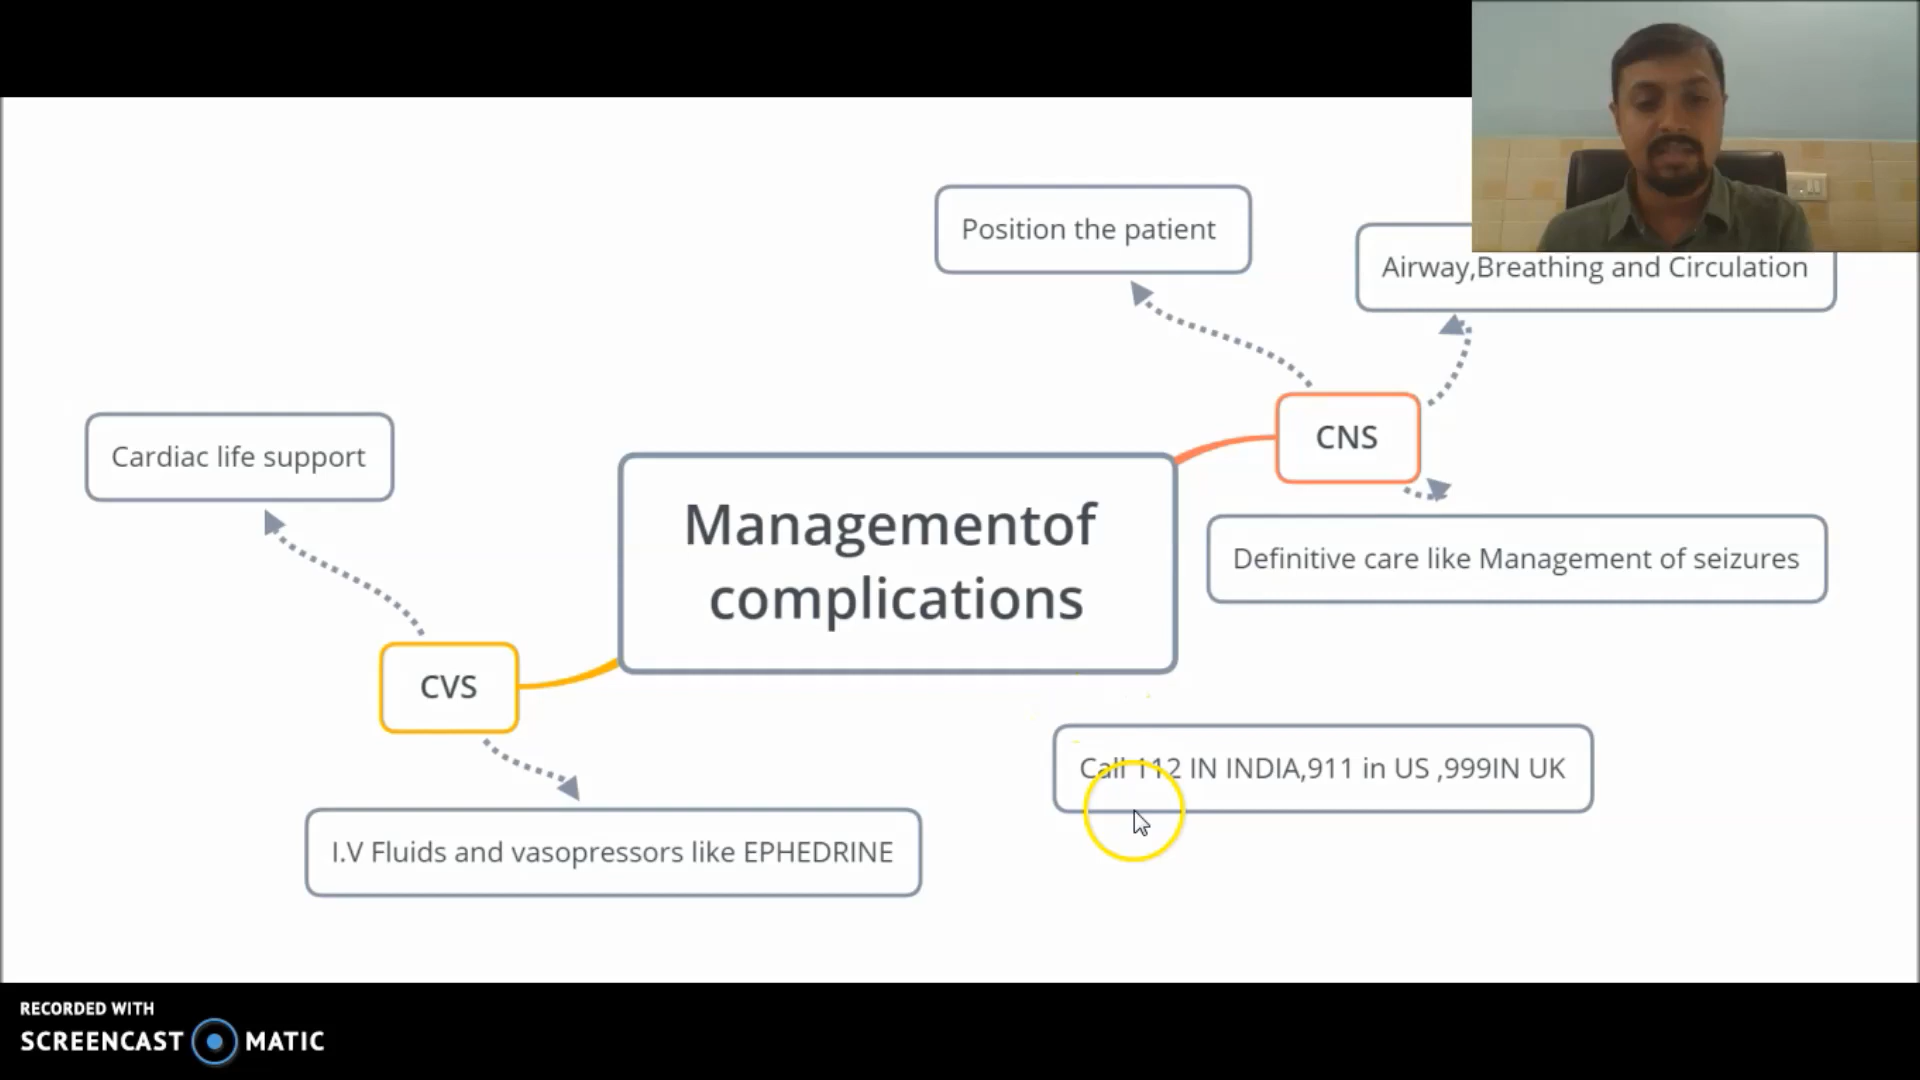 Position the patient
Airway,Breathing and Circulation
CNS
Cardiac life support
Managementof
complications
Definitive care like Management of seizures
CVS
Call 112 IN INDIA,911 in US ,999IN UK
I.V Fluids and vasopressors like EPHEDRINE
RECORDED WITH
SCREENCAST MATIC